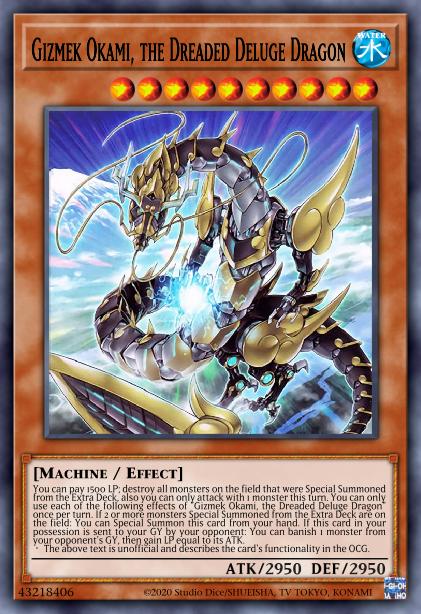 Gizmek Okami, the Dreaded Deluge Dragon
WATER
水
[Machine / Effect]
You can pay 1500 LP; destroy all monsters on the field that were Special Summoned
from the Extra Deck, also you can only attack with 1 monster this turn. You can only
use each of the following effects of "Gizmek Okami, the Dreaded Deluge Dragon"
once per turn. If 2 or more monsters Special Summoned from the Extra Deck are on
the field: You can Special Summon this card from your hand. If this card in your
possession is sent to your GY by your opponent: You can banish 1 monster from
your opponent's GY, then gain LP equal to its ATK.
* The above text is unofficial and describes the card's functionality in the OCG.
ATK/2950 DEF/2950
43218406
©2020 Studio Dice/SHUEISHA, TV TOKYO, KONAMI